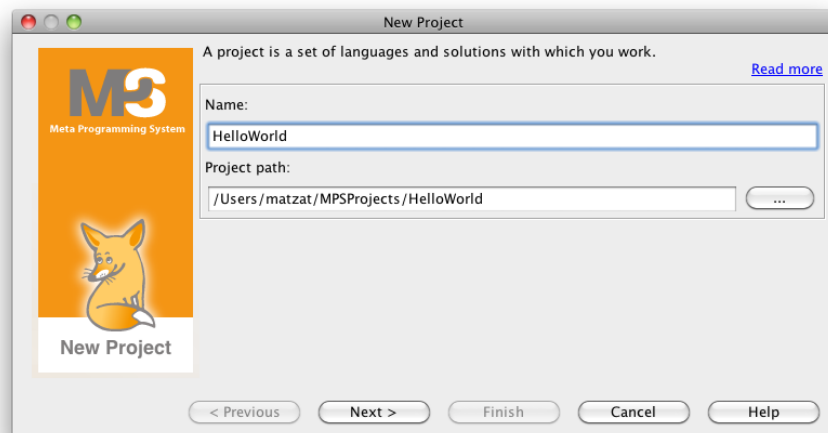 New Project
A project is a set of languages and solutions with which you work.
Read more
MPS
Meta Programming System
Name:
HelloWorld
Project path:
/Users/matzat/MPSProjects/HelloWorld
...
New Project
< Previous
Next >
Finish
Cancel
Help